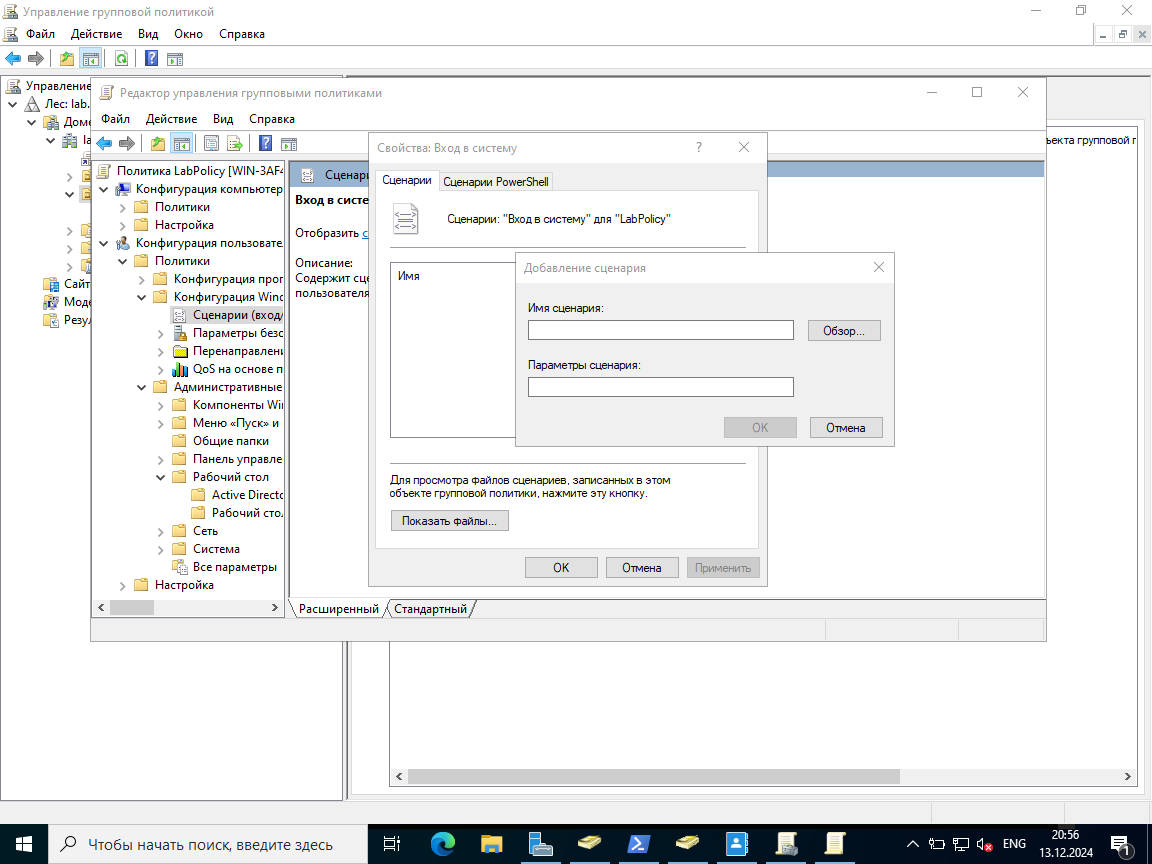 Управление групповой политикой
Файл Действие Вид Окно Справка
Управление
Лес: lab.
Доме
la
Сайт
Моде
Резул
ъекта групповой г
Редактор управления групповыми политиками
Файл Действие Вид Справка
Политика LabPolicy [WIN-3AF4
Конфигурация компьютер
Политики
Настройка
Конфигурация пользовате.
Политики
Конфигурация прог
Конфигурация Wind
Сценарии (вход/
Параметры безо
Перенаправлени
QoS на основе п
Административные
Компоненты Wi
Меню «Пуск» и
Общие папки
Панель управле
Рабочий стол
Active Directo
Рабочий сто.
Сеть
Система
Все параметры
Настройка
Сценари
Вход в систе
Отобразить с
Описание:
Содержит сце
пользователя
Расширенный Стандартный
Свойства: Вход в систему ?
Сценарии Сценарии PowerShell
Сценарии: "Вход в систему" для "LabPolicy"
Имя
Для просмотра файлов сценариев, записанных в этом
объекте групповой политики, нажмите эту кнопку.
Показать файлы...
OK Отмена Применить
Добавление сценария
Имя сценария:
Обзор...
Параметры сценария:
OK Отмена
Чтобы начать поиск, введите здесь
ENG
20:56
13.12.2024
1